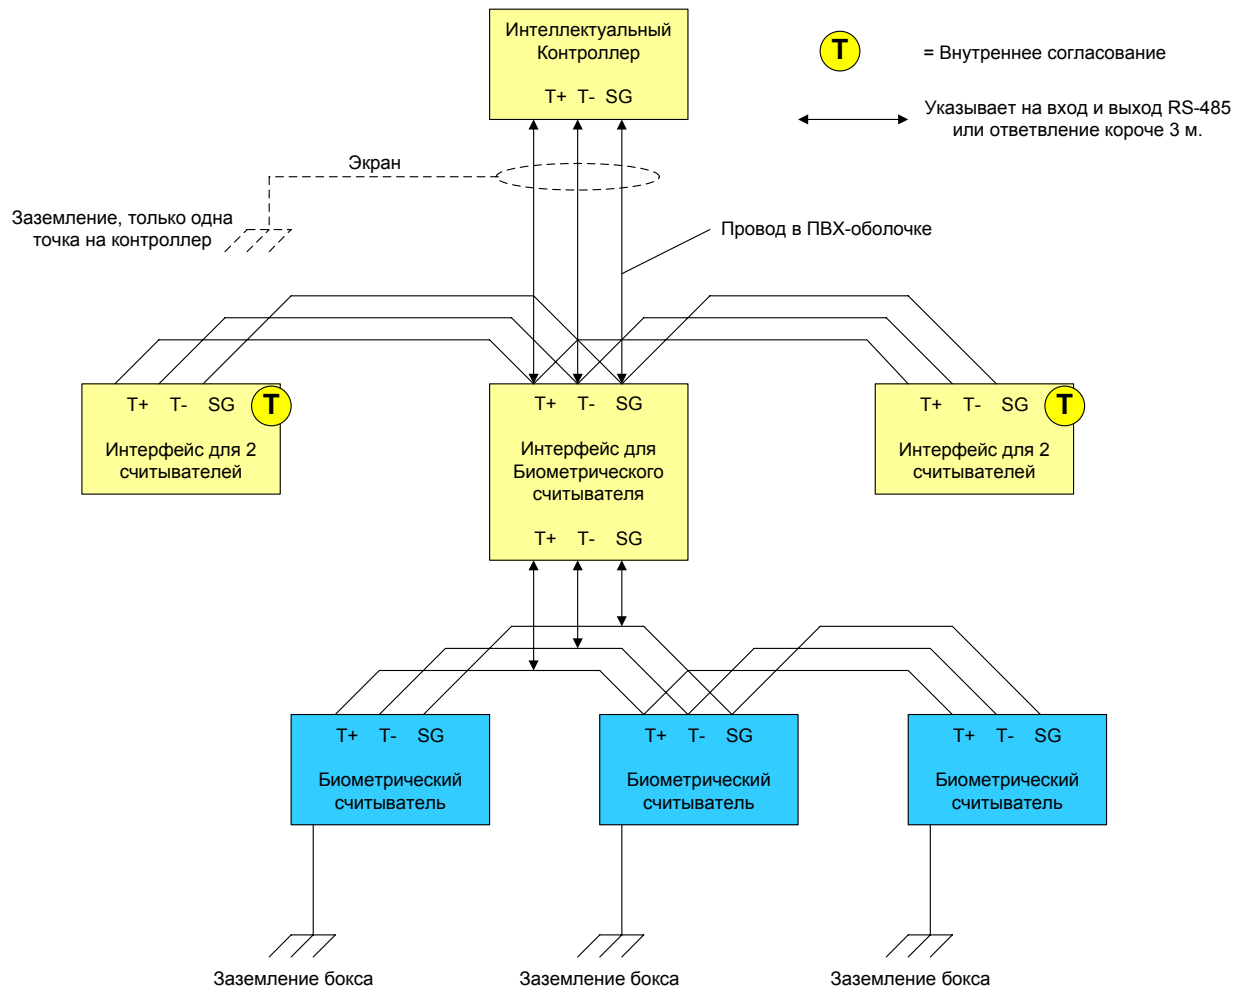 Интеллектуальный
Контроллер
T+ T- SG
T
= Внутреннее согласование
Указывает на вход и выход RS-485
или ответвление короче 3 м.
Экран
Заземление, только одна
точка на контроллер
Провод в ПВХ-оболочке
T+ T- SG
T
Интерфейс для 2
считывателей
T+ T- SG
Интерфейс для
Биометрического
считывателя
T+ T- SG
T+ T- SG
T
Интерфейс для 2
считывателей
T+ T- SG
Биометрический
считыватель
T+ T- SG
Биометрический
считыватель
T+ T- SG
Биометрический
считыватель
Заземление бокса
Заземление бокса
Заземление бокса